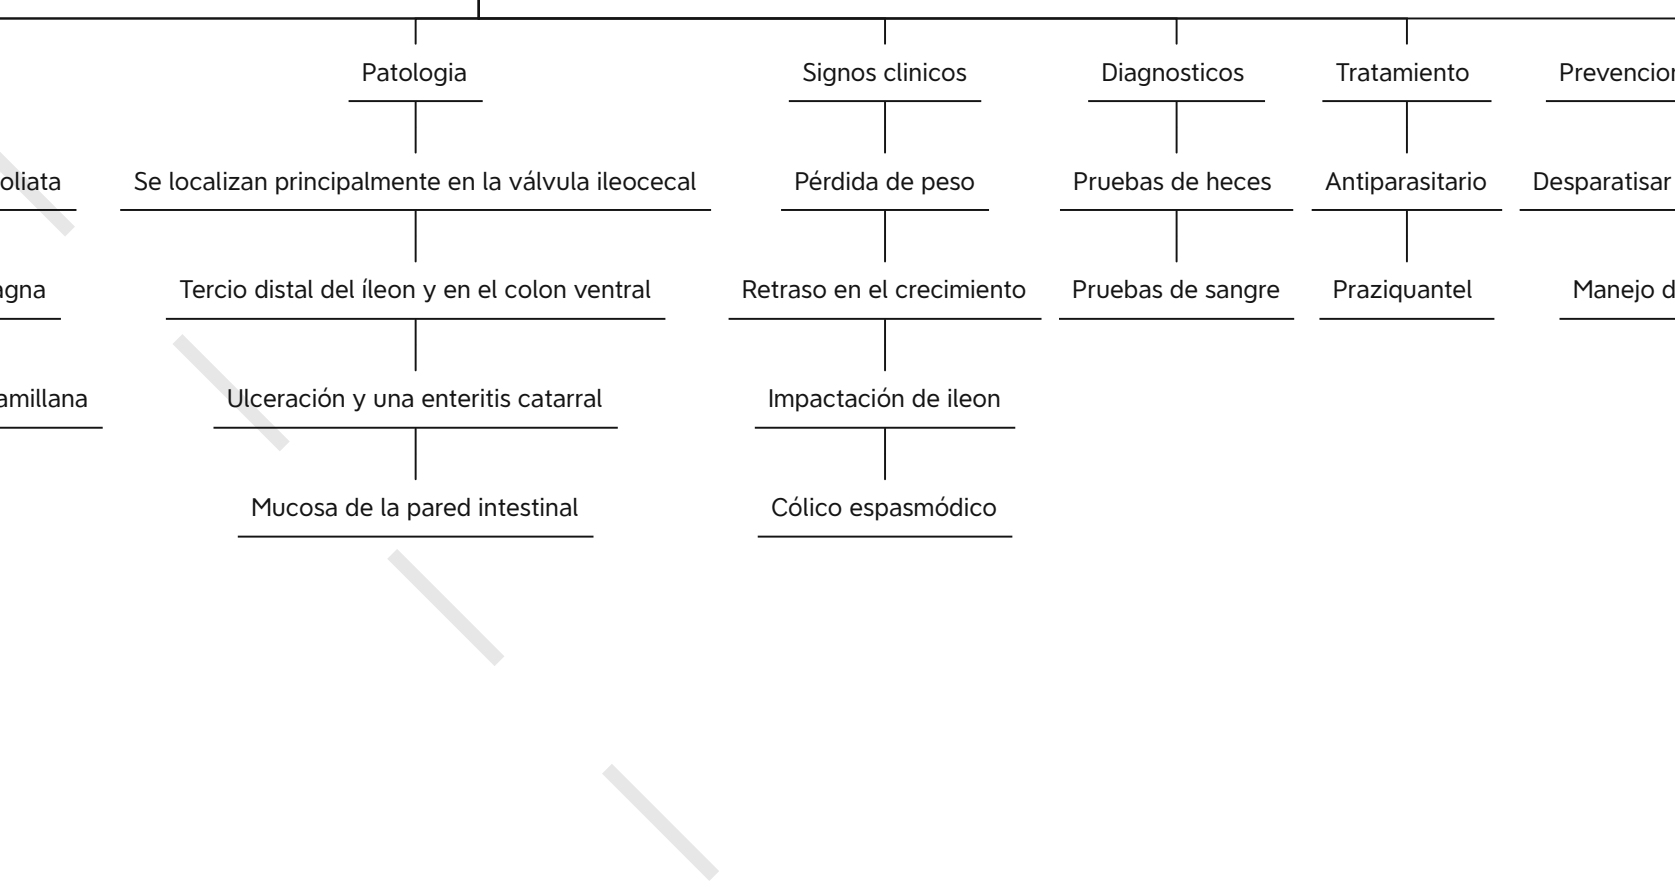 Patologia
Signos clinicos
Diagnosticos
Tratamiento
Se localizan principalmente en la válvula ileocecal
Pérdida de peso
Pruebas de heces
Antiparasitario
Desparatisar
Tercio distal del íleon y en el colon ventral
Retraso en el crecimiento
Pruebas de sangre
Praziquantel
Manejo
Ulceración y una enteritis catarral
Impactación de ileon
Mucosa de la pared intestinal
Cólico espasmódico